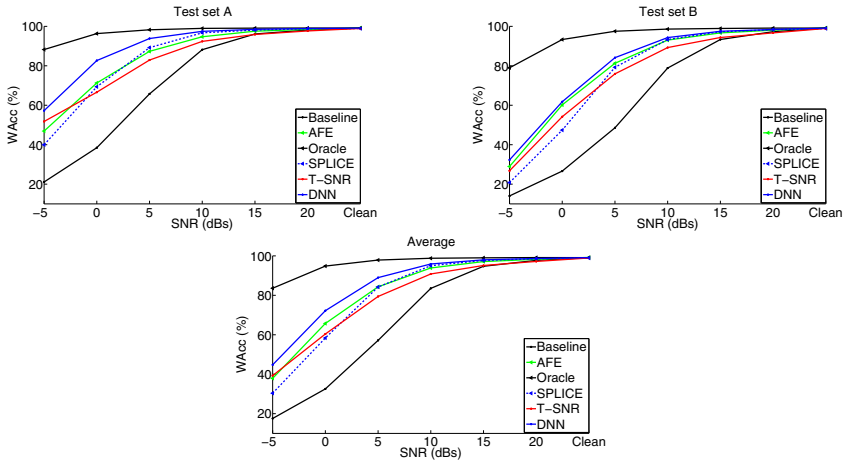 Test set A
100
80
60
40
20
WAcc (%)
−5
0
5
10
15
20
Clean
SNR (dBs)
Baseline
AFE
Oracle
SPLICE
T−SNR
DNN
Test set B
100
80
60
40
20
WAcc (%)
−5
0
5
10
15
20
Clean
SNR (dBs)
Baseline
AFE
Oracle
SPLICE
T−SNR
DNN
Average
100
80
60
40
20
WAcc (%)
−5
0
5
10
15
20
Clean
SNR (dBs)
Baseline
AFE
Oracle
SPLICE
T−SNR
DNN